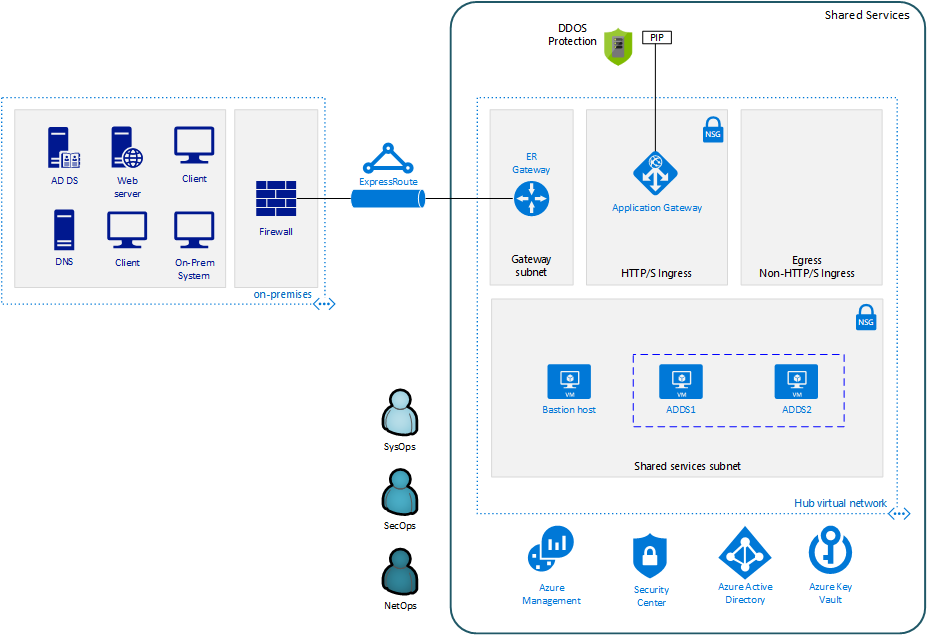 Shared Services
DDOS
Protection
PIP
AD DS
Web
server
Client
DNS
Client
On-Prem
System
Firewall
on-premises
ExpressRoute
ER
Gateway
Gateway
subnet
NSG
Application Gateway
HTTP/S Ingress
Egress
Non-HTTP/S Ingress
NSG
VM
Bastion host
VM
ADDS1
VM
ADDS2
Shared services subnet
Hub virtual network
SysOps
SecOps
NetOps
Azure
Management
Security
Center
Azure Active
Directory
Azure Key
Vault